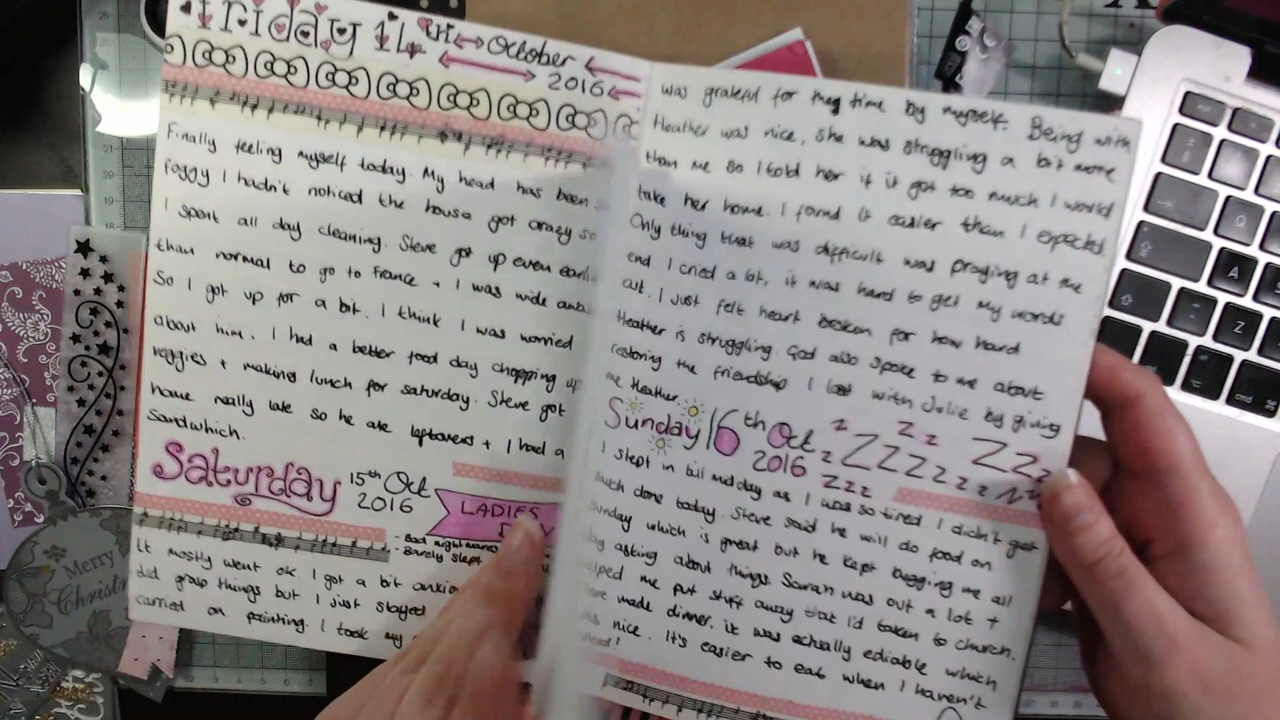 Friday 14th October
2016
Finally feeling myself today. My head has been
foggy I hadn't noticed the house got crazy so
I spent all day cleaning. Steve got up even
than normal to go to France + I was wide
So I got up for a bit. I think I was worried
about him. I had a better food day chopping up
veggies + making lunch for saturday. Steve got
home really late so he ate leftovers + I had a
Sandwhich.
Saturday 15th Oct
2016
LADIES
DAY
- Bad nightmares
- Barely slept
It mostly went ok. I got a bit
did grasp things but I just stayed
carried on painting. I took my
was grateful for the time by myself. Being with
Heather was nice, she was struggling a bit more
than me so I told her if it got too much I would
take her home. I found it easier than I expected.
Only thing that was difficult was praying at the
end. I cried a lot, it was hard to get my words
out. I just felt heart broken for how hard
Heather is struggling. God also spoke to me about
restoring the friendship I lost with Jolie by giving
me Heather.
Sunday 16th Oct
2016
z Z z z z z z z Z z z
I slept in till midday as I was so tired. I didn't get
much done today. Steve said he will do food on
Sunday which is great but he kept bugging me all
day asking about things. Sarah was out a lot +
helped me put stuff away that I'd taken to church.
made dinner, it was actually ediable which
was nice. It's easier to eat when I haven't
Merry
Christmas
A
Z
Q
S
cmd